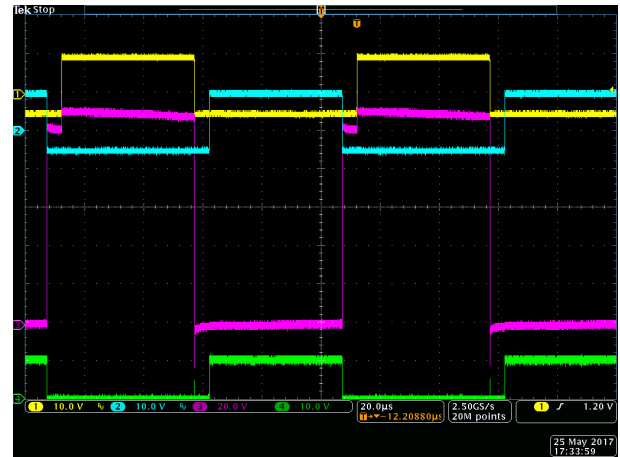 Tek Stop
T
T
1
2
3
4
1 10.0 V 2 10.0 V 3 20.0 V 4 10.0 V
20.0µs
T→▼−12.20880µs
2.50GS/s
20M points
1 ƒ 1.20 V
25 May 2017
17:33:59